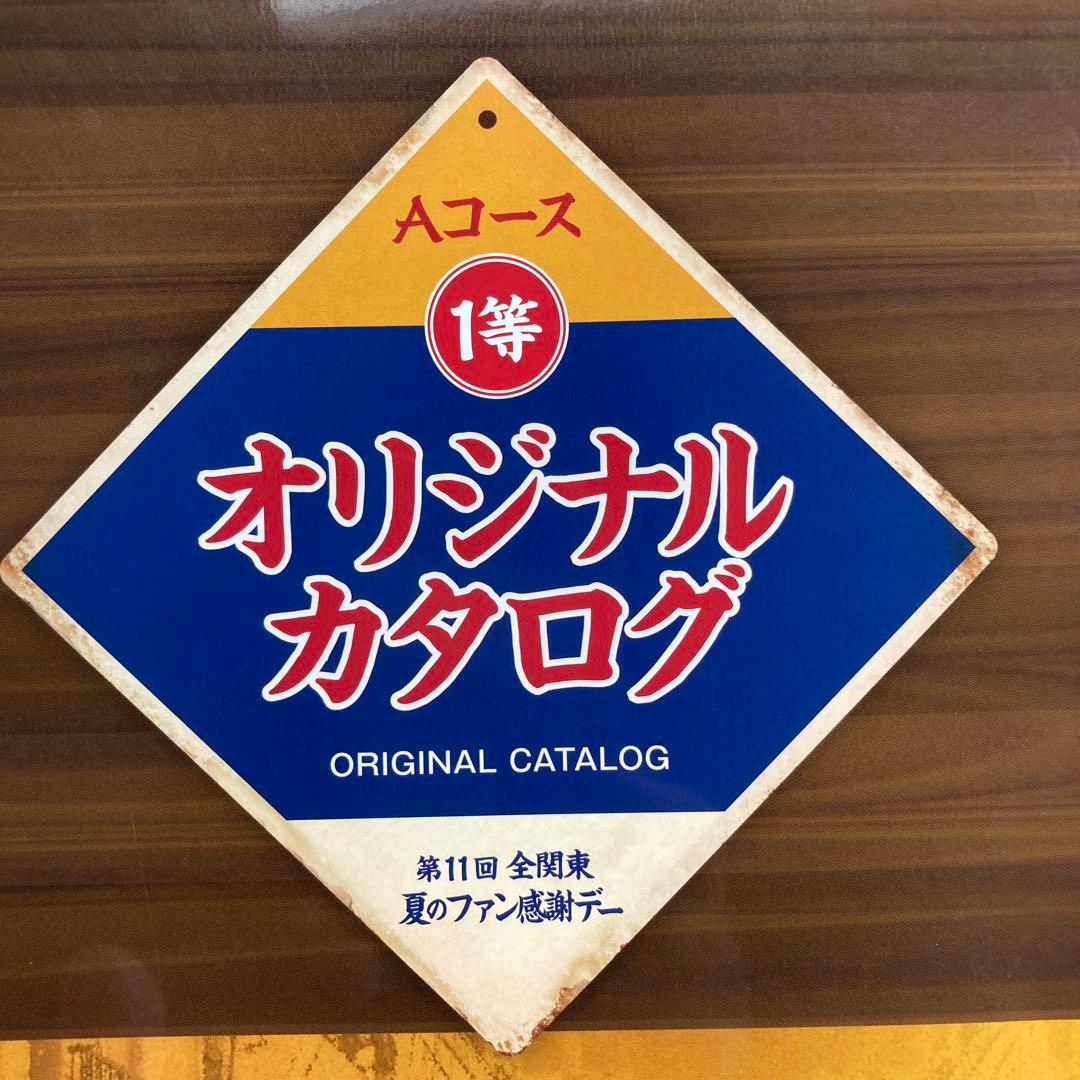 Aコース
1等
オリジナル
カタログ
ORIGINAL CATALOG
第11回 全関東
夏のファン感謝デー